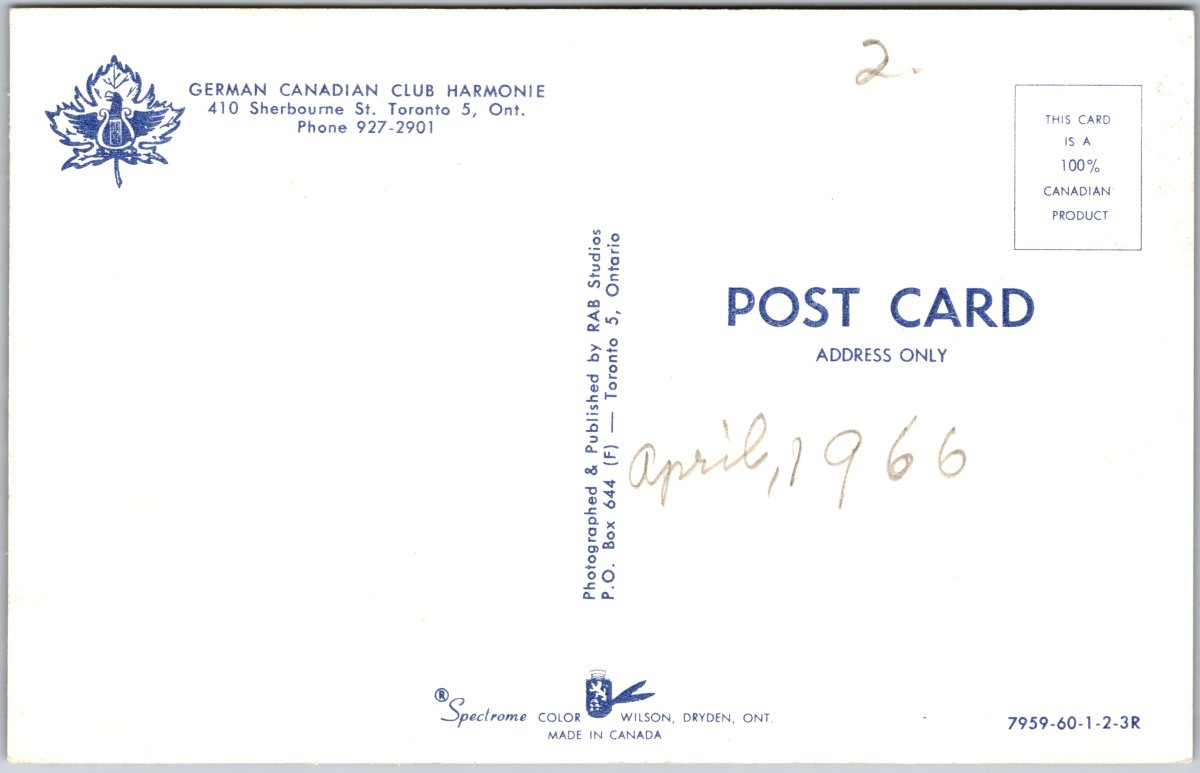 GERMAN CANADIAN CLUB HARMONIE
410 Sherbourne St. Toronto 5, Ont.
Phone 927-2901
2.
THIS CARD
IS A
100%
CANADIAN
PRODUCT
Photographed & Published by RAB Studios
P.O. Box 644 (F) — Toronto 5, Ontario
POST CARD
ADDRESS ONLY
April, 1966
® Spectrome COLOR WILSON, DRYDEN, ONT.
MADE IN CANADA
7959-60-1-2-3R